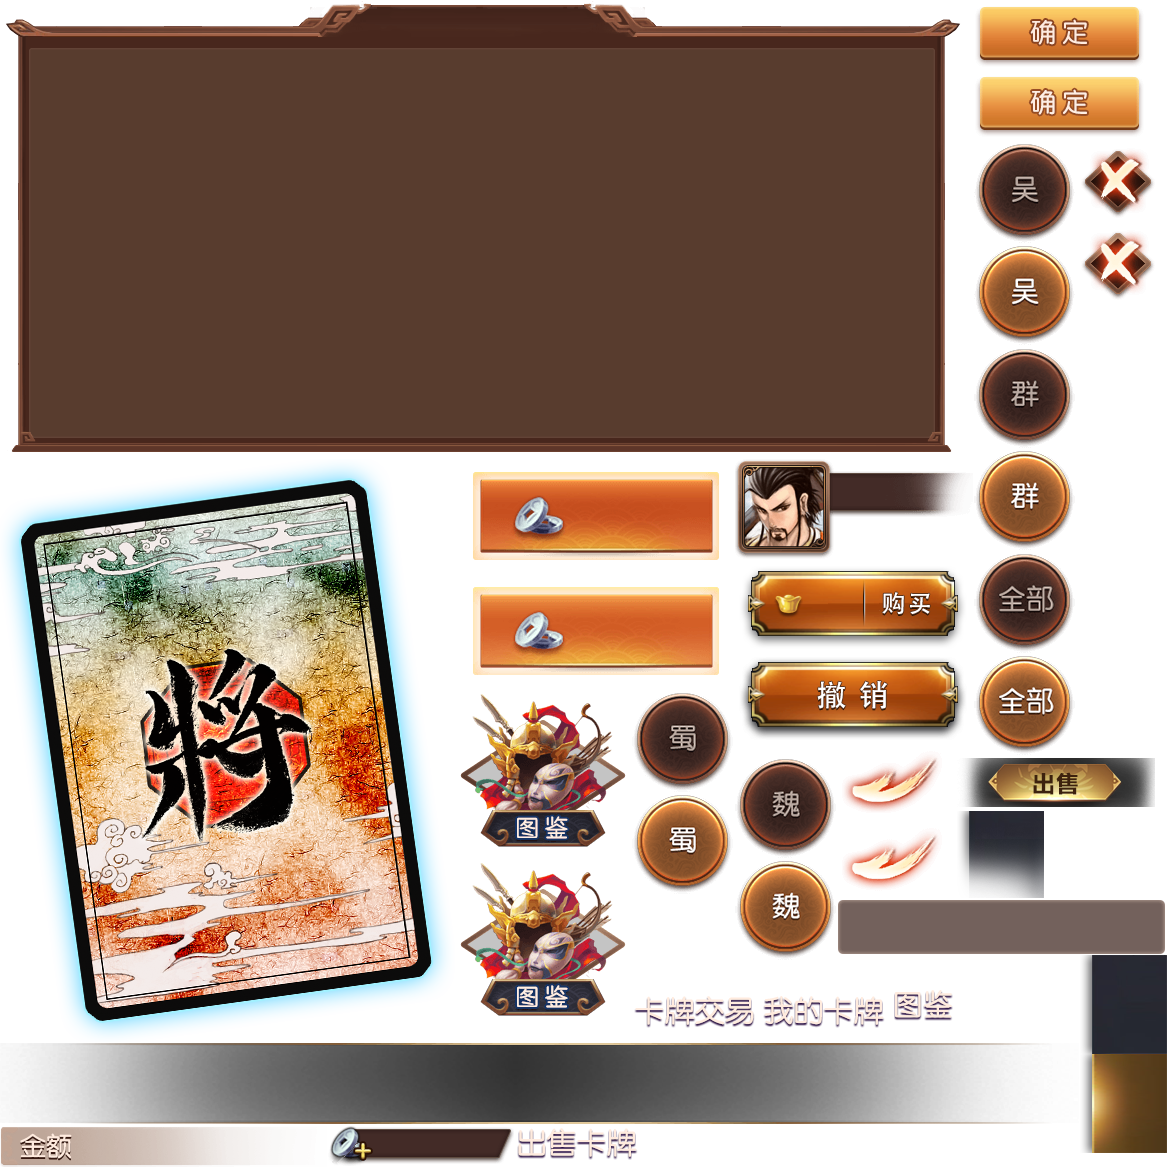 确定
确定
吴
吴
群
群
全部
全部
購买
撤销
將
蜀
蜀
魏
魏
图鉴
图鉴
出售
卡牌交易 我的卡牌 图鉴
金额
出售卡牌